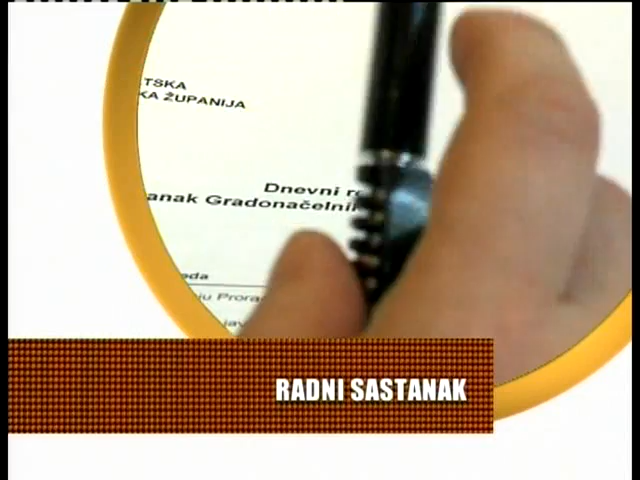 TSKA
KA ŽUPANIJA
Dnevni
anak Gradonačelni
RADNI SASTANAK